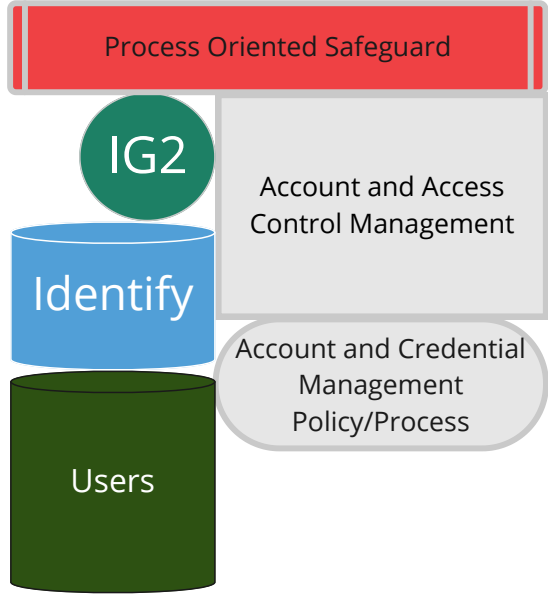 Process Oriented Safeguard
IG2
Account and Access
Control Management
Identify
Account and Credential
Management
Policy/Process
Users